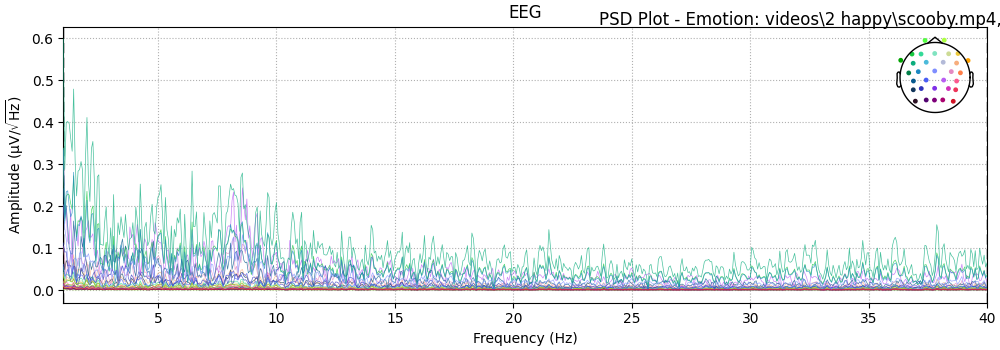 EEG
PSD Plot - Emotion: videos\2 happy\scooby.mp4,
0.6
0.5
0.4
0.3
0.2
0.1
0.0
Amplitude (µV/√Hz)
5 10 15 20 25 30 35 40
Frequency (Hz)